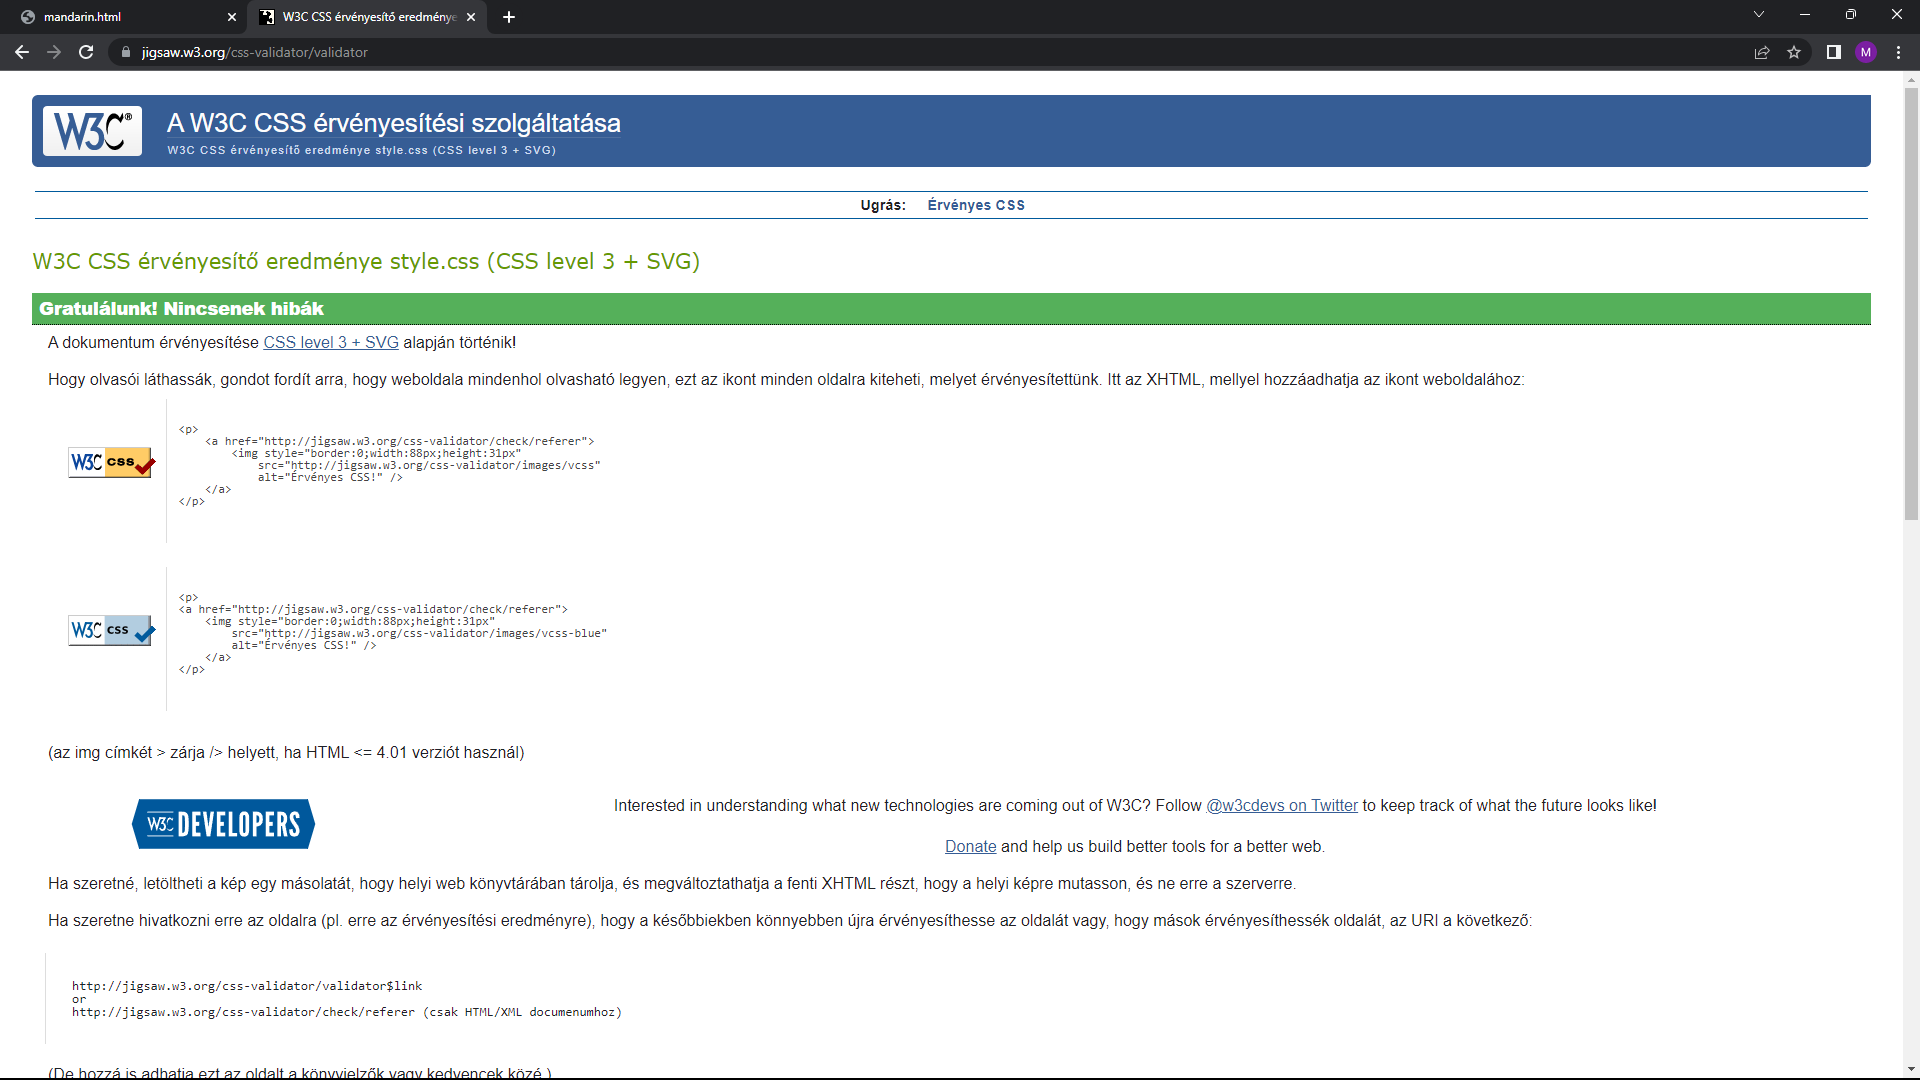 mandarin.html
W3C CSS érvényesítő eredménye
jigsaw.w3.org/css-validator/validator
M
W3C®
A W3C CSS érvényesítési szolgáltatása
W3C CSS érvényesítő eredménye style.css (CSS level 3 + SVG)
Ugrás: Érvényes CSS
W3C CSS érvényesítő eredménye style.css (CSS level 3 + SVG)
Gratulálunk! Nincsenek hibák
A dokumentum érvényesítése CSS level 3 + SVG alapján történik!
Hogy olvasói láthassák, gondot fordít arra, hogy weboldala mindenhol olvasható legyen, ezt az ikont minden oldalra kiteheti, melyet érvényesítettünk. Itt az XHTML, mellyel hozzáadhatja az ikont weboldalához:
W3C css
<p>
<a href="http://jigsaw.w3.org/css-validator/check/referer">
<img style="border:0;width:88px;height:31px"
src="http://jigsaw.w3.org/css-validator/images/vcss"
alt="Érvényes CSS!" />
</a>
</p>
W3C css
<p>
<a href="http://jigsaw.w3.org/css-validator/check/referer">
<img style="border:0;width:88px;height:31px"
src="http://jigsaw.w3.org/css-validator/images/vcss-blue"
alt="Érvényes CSS!" />
</a>
</p>
(az img címkét > zárja /> helyett, ha HTML <= 4.01 verziót használ)
W3C DEVELOPERS
Interested in understanding what new technologies are coming out of W3C? Follow @w3cdevs on Twitter to keep track of what the future looks like!
Donate and help us build better tools for a better web.
Ha szeretné, letöltheti a kép egy másolatát, hogy helyi web könyvtárában tárolja, és megváltoztathatja a fenti XHTML részt, hogy a helyi képre mutasson, és ne erre a szerverre.
Ha szeretne hivatkozni erre az oldalra (pl. erre az érvényesítési eredményre), hogy a későbbiekben könnyebben újra érvényesíthesse az oldalát vagy, hogy mások érvényesíthessék oldalát, az URI a következő:
http://jigsaw.w3.org/css-validator/validator$link
or
http://jigsaw.w3.org/css-validator/check/referer (csak HTML/XML documenumhoz)
(De hozzá is adhatja ezt az oldalt a könyvjelzők vagy kedvencek közé.)